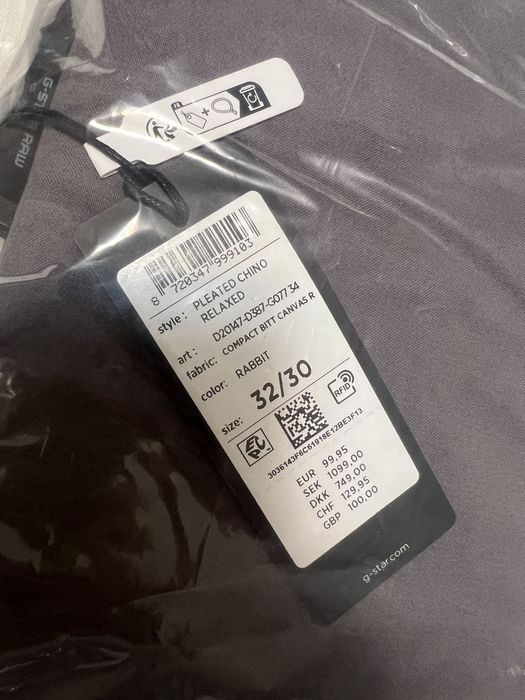 G-STAR RAW
8 720347 999103
style: PLEATED CHINO
RELAXED
art: D20147-D387-G077 34
fabric: COMPACT BITT CANVAS R
color: RABBIT
size: 32/30
EPC
RFID
3036143F6C61918E12BE3F13
EUR 99,95
SEK 1099,00
DKK 749,00
CHF 129,95
GBP 100,00
g-star.com